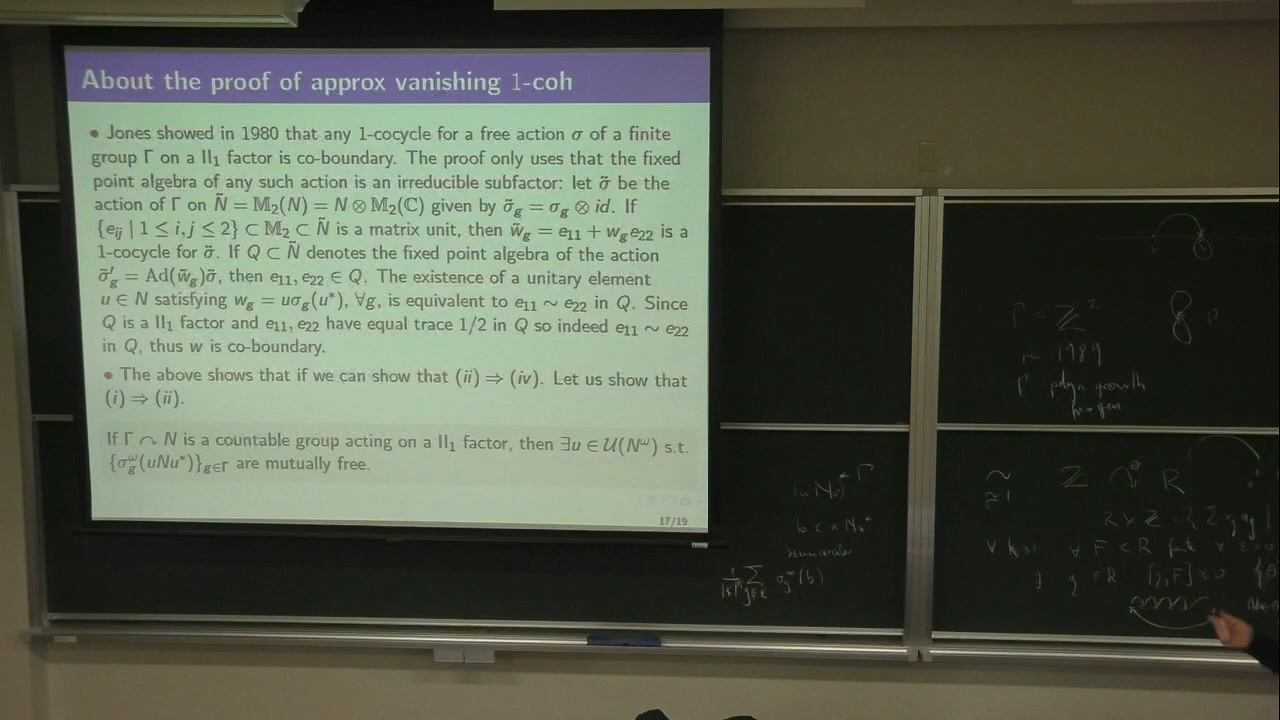 About the proof of approx vanishing 1-coh
• Jones showed in 1980 that any 1-cocycle for a free action σ of a finite
group Γ on a II₁ factor is co-boundary. The proof only uses that the fixed
point algebra of any such action is an irreducible subfactor: let σ̃ be the
action of Γ on Ñ = 𝕄₂(N) = N ⊗ 𝕄₂(ℂ) given by σ̃_g = σ_g ⊗ id. If
{e_ij | 1 ≤ i, j ≤ 2} ⊂ 𝕄₂ ⊂ Ñ is a matrix unit, then w̃_g = e₁₁ + w_g e₂₂ is a
1-cocycle for σ̃. If Q ⊂ Ñ denotes the fixed point algebra of the action
σ̃′_g = Ad(w̃_g)σ̃, then e₁₁, e₂₂ ∈ Q. The existence of a unitary element
u ∈ N satisfying w_g = uσ_g(u*), ∀g, is equivalent to e₁₁ ∼ e₂₂ in Q. Since
Q is a II₁ factor and e₁₁, e₂₂ have equal trace 1/2 in Q so indeed e₁₁ ∼ e₂₂
in Q, thus w is co-boundary.
• The above shows that if we can show that (ii) ⇒ (iv). Let us show that
(i) ⇒ (ii).
If Γ ↷ N is a countable group acting on a II₁ factor, then ∃u ∈ 𝒰(N^ω) s.t.
{σ_g^ω(uNu*)}_{g∈Γ} are mutually free.
17/19
Γ = ℤ²
1989
Γ polyn growth
ℤ ↷^θ R